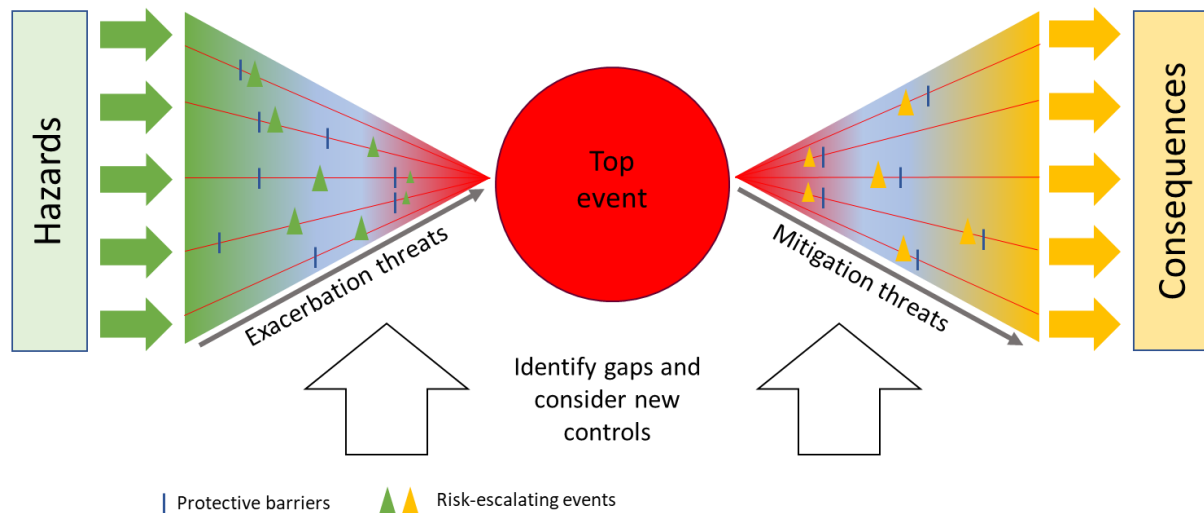 Hazards
Exacerbation threats
Top
event
Mitigation threats
Consequences
Identify gaps and
consider new
controls
Protective barriers
Risk-escalating events